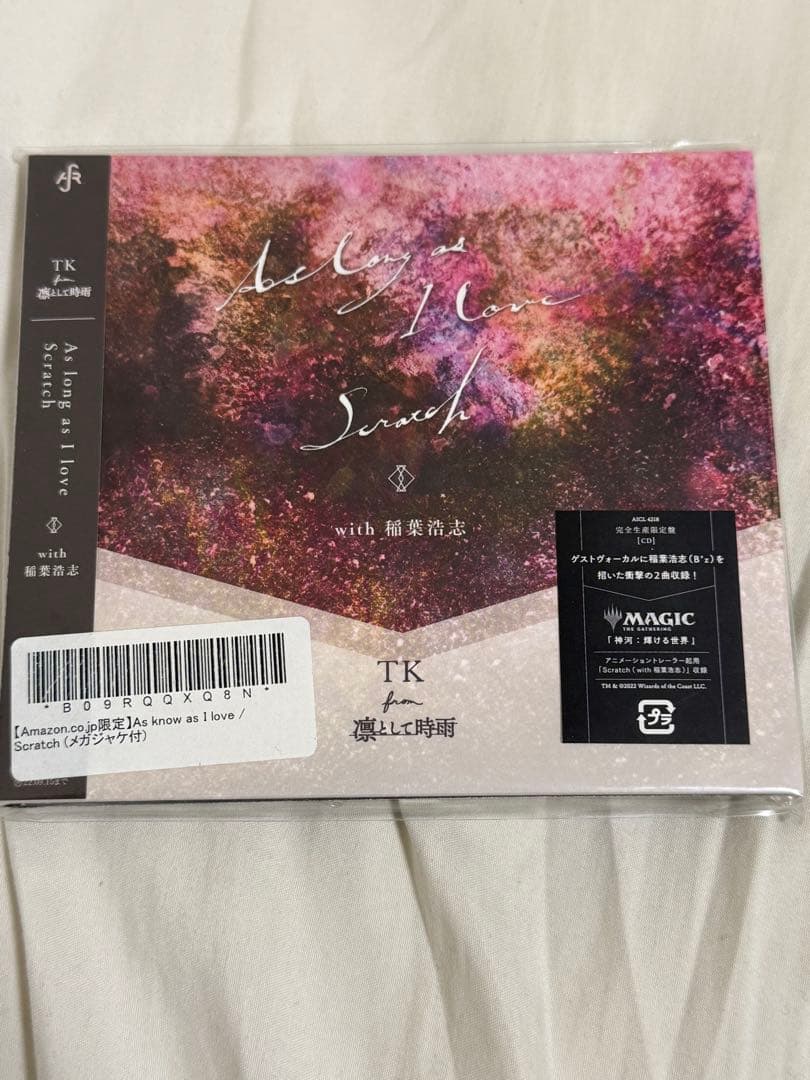 AJR
TK
from
凛として時雨
As long as I love
Scratch
with
稲葉浩志
As long as
I love
Scratch
with 稲葉浩志
TK
from
凛として時雨
AICL 4218
完全生産限定盤
[CD]
ゲストヴォーカルに稲葉浩志(B'z)を
招いた衝撃の2曲収録!
MAGIC
THE GATHERING
「神河:輝ける世界」
アニメーショントレーラー起用
「Scratch(with 稲葉浩志)」収録
TM & ©2022 Wizards of the Coast LLC.
プラ
*B09RQQXQ8N*
【Amazon.co.jp限定】As know as I love /
Scratch (メガジャケ付)